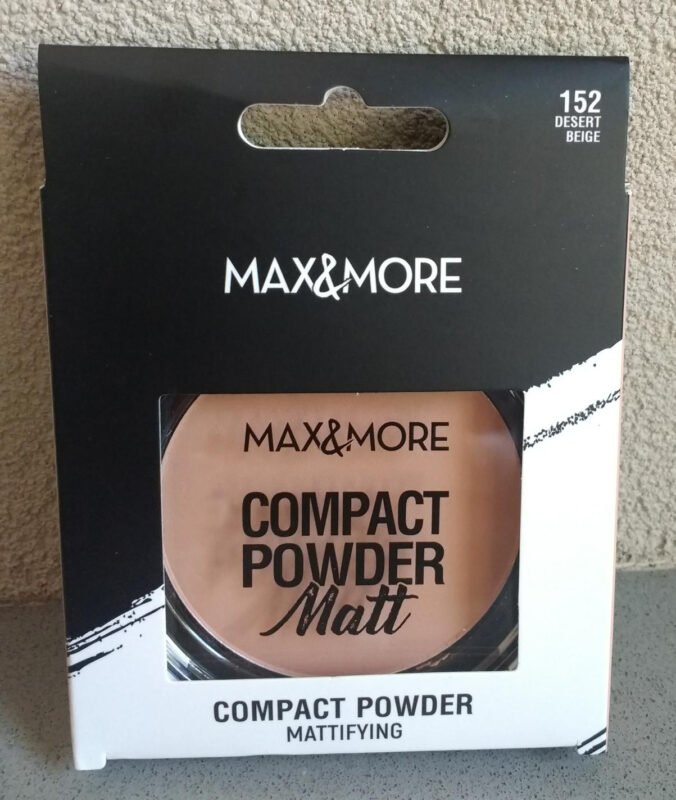 152
DESERT
BEIGE
MAX&MORE
MAX&MORE
COMPACT
POWDER
Matt
COMPACT POWDER
MATTIFYING